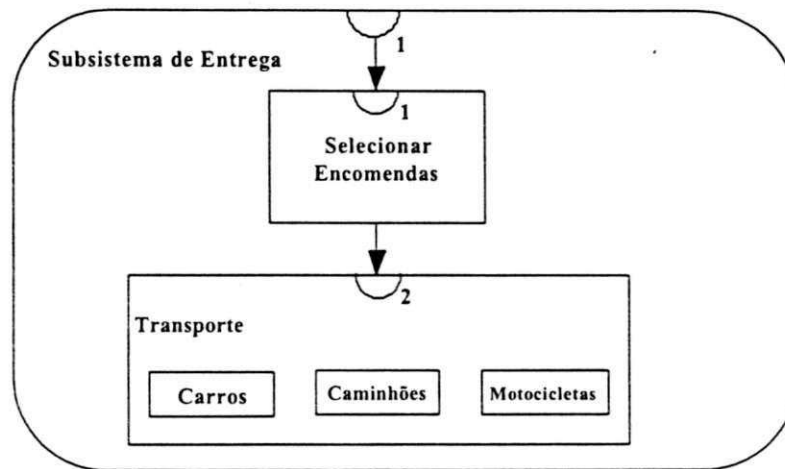 1
Subsistema de Entrega
1
Selecionar
Encomendas
2
Transporte
Carros
Caminhões
Motocicletas